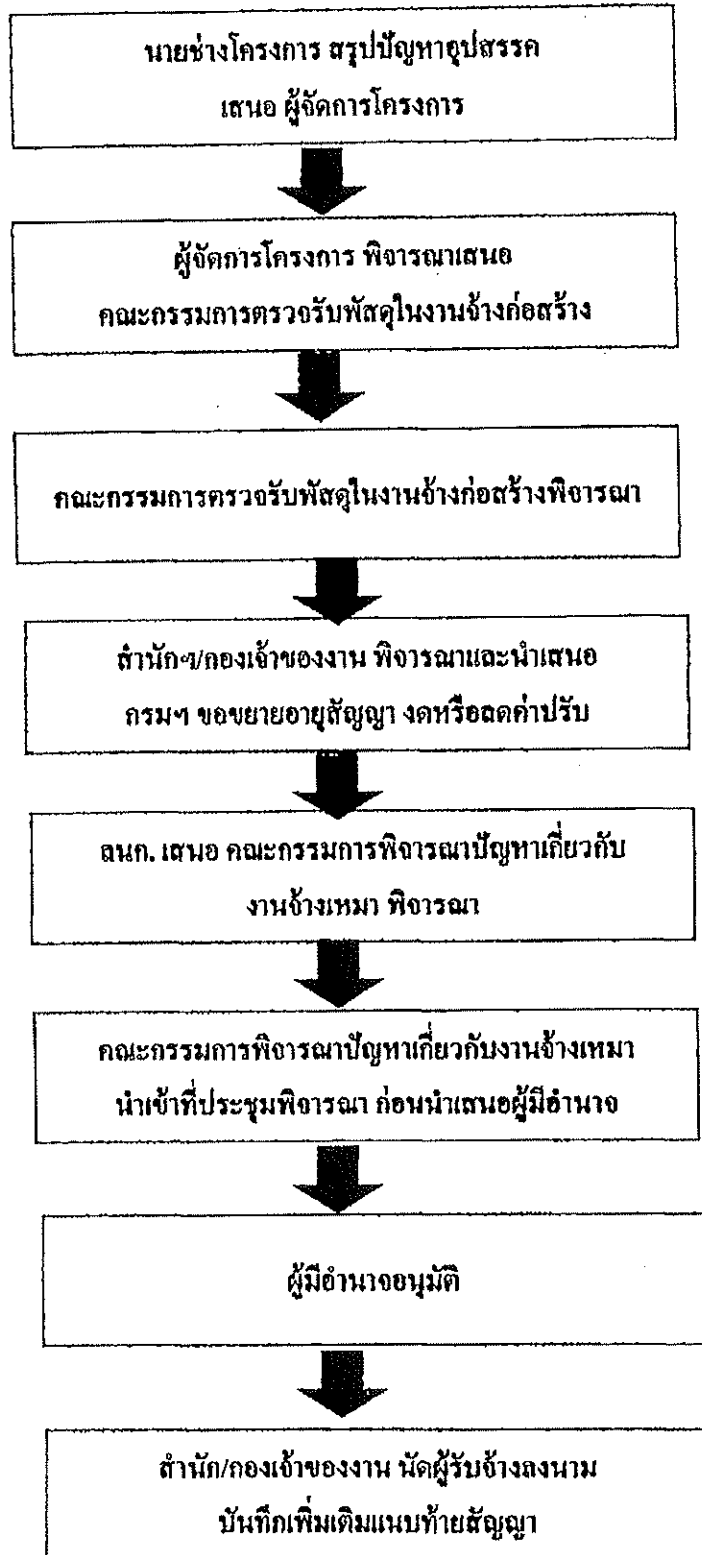 นายช่างโครงการ สรุปปัญหาอุปสรรค
เสนอ ผู้จัดการโครงการ
ผู้จัดการโครงการ พิจารณาเสนอ
คณะกรรมการตรวจรับพัสดุในงานจ้างก่อสร้าง
คณะกรรมการตรวจรับพัสดุในงานจ้างก่อสร้างพิจารณา
สำนักฯ/กองเจ้าของงาน พิจารณาและนำเสนอ
กรมฯ ขอขยายอายุสัญญา งดหรือลดค่าปรับ
ลนก. เสนอ คณะกรรมการพิจารณาปัญหาเกี่ยวกับ
งานจ้างเหมา พิจารณา
คณะกรรมการพิจารณาปัญหาเกี่ยวกับงานจ้างเหมา
นำเข้าที่ประชุมพิจารณา ก่อนนำเสนอผู้มีอำนาจ
ผู้มีอำนาจอนุมัติ
สำนัก/กองเจ้าของงาน นัดผู้รับจ้างลงนาม
บันทึกเพิ่มเติมแนบท้ายสัญญา